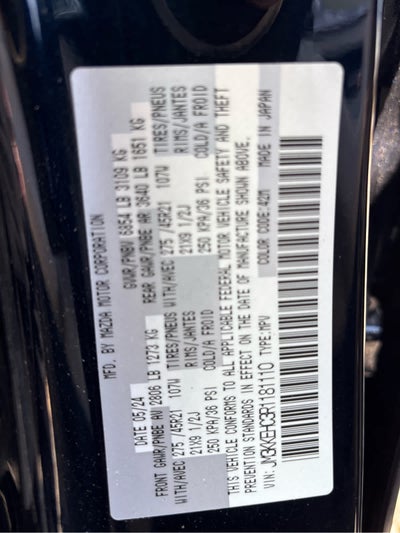 MFD. BY MAZDA MOTOR CORPORATION
DATE 05/24 GVWR/PNBV 6854 LB 3109 KG
FRONT GAWR/PNBE AV 2806 LB 1273 KG REAR GAWR/PNBE AR 3640 LB 1651 KG
WITH/AVEC 275 /45R21 107W TIRES/PNEUS WITH/AVEC 275 /45R21 107W TIRES/PNEUS
21X9 1/2J RIMS/JANTES 21X9 1/2J RIMS/JANTES
250 KPA/36 PSI. COLD/A FROID 250 KPA/36 PSI. COLD/A FROID
THIS VEHICLE CONFORMS TO ALL APPLICABLE FEDERAL MOTOR VEHICLE SAFETY AND THEFT
PREVENTION STANDARDS IN EFFECT ON THE DATE OF MANUFACTURE SHOWN ABOVE.
VIN: JM3KKEHC3R1181110 TYPE:MPV COLOR CODE:42M MADE IN JAPAN